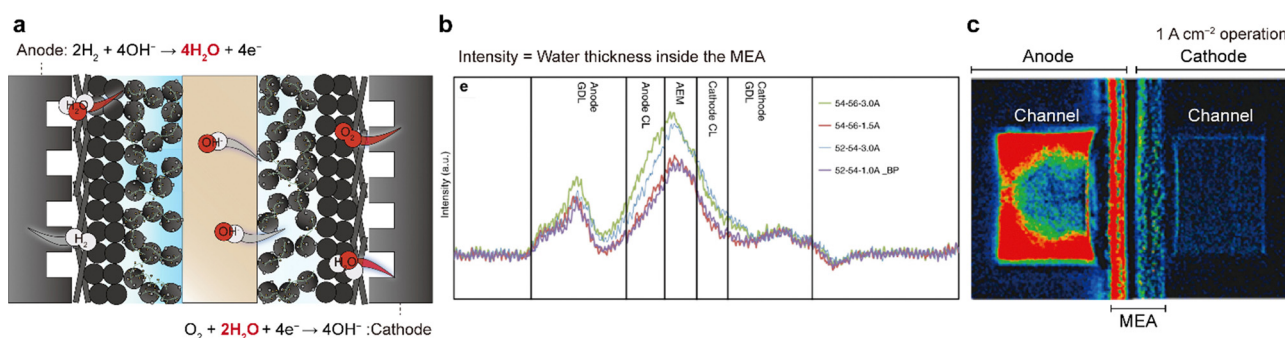 a
Anode: 2H₂ + 4OH⁻ → 4H₂O + 4e⁻
H₂O
OH⁻
O₂
OH⁻
H₂
H₂O
O₂ + 2H₂O + 4e⁻ → 4OH⁻ :Cathode
b
Intensity = Water thickness inside the MEA
e
Anode GDL
Anode CL
AEM
Cathode CL
Cathode GDL
54-56-3.0A
54-56-1.5A
52-54-3.0A
52-54-1.0A _BP
Intensity (a.u.)
c
1 A cm⁻² operation
Anode
Cathode
Channel
Channel
MEA